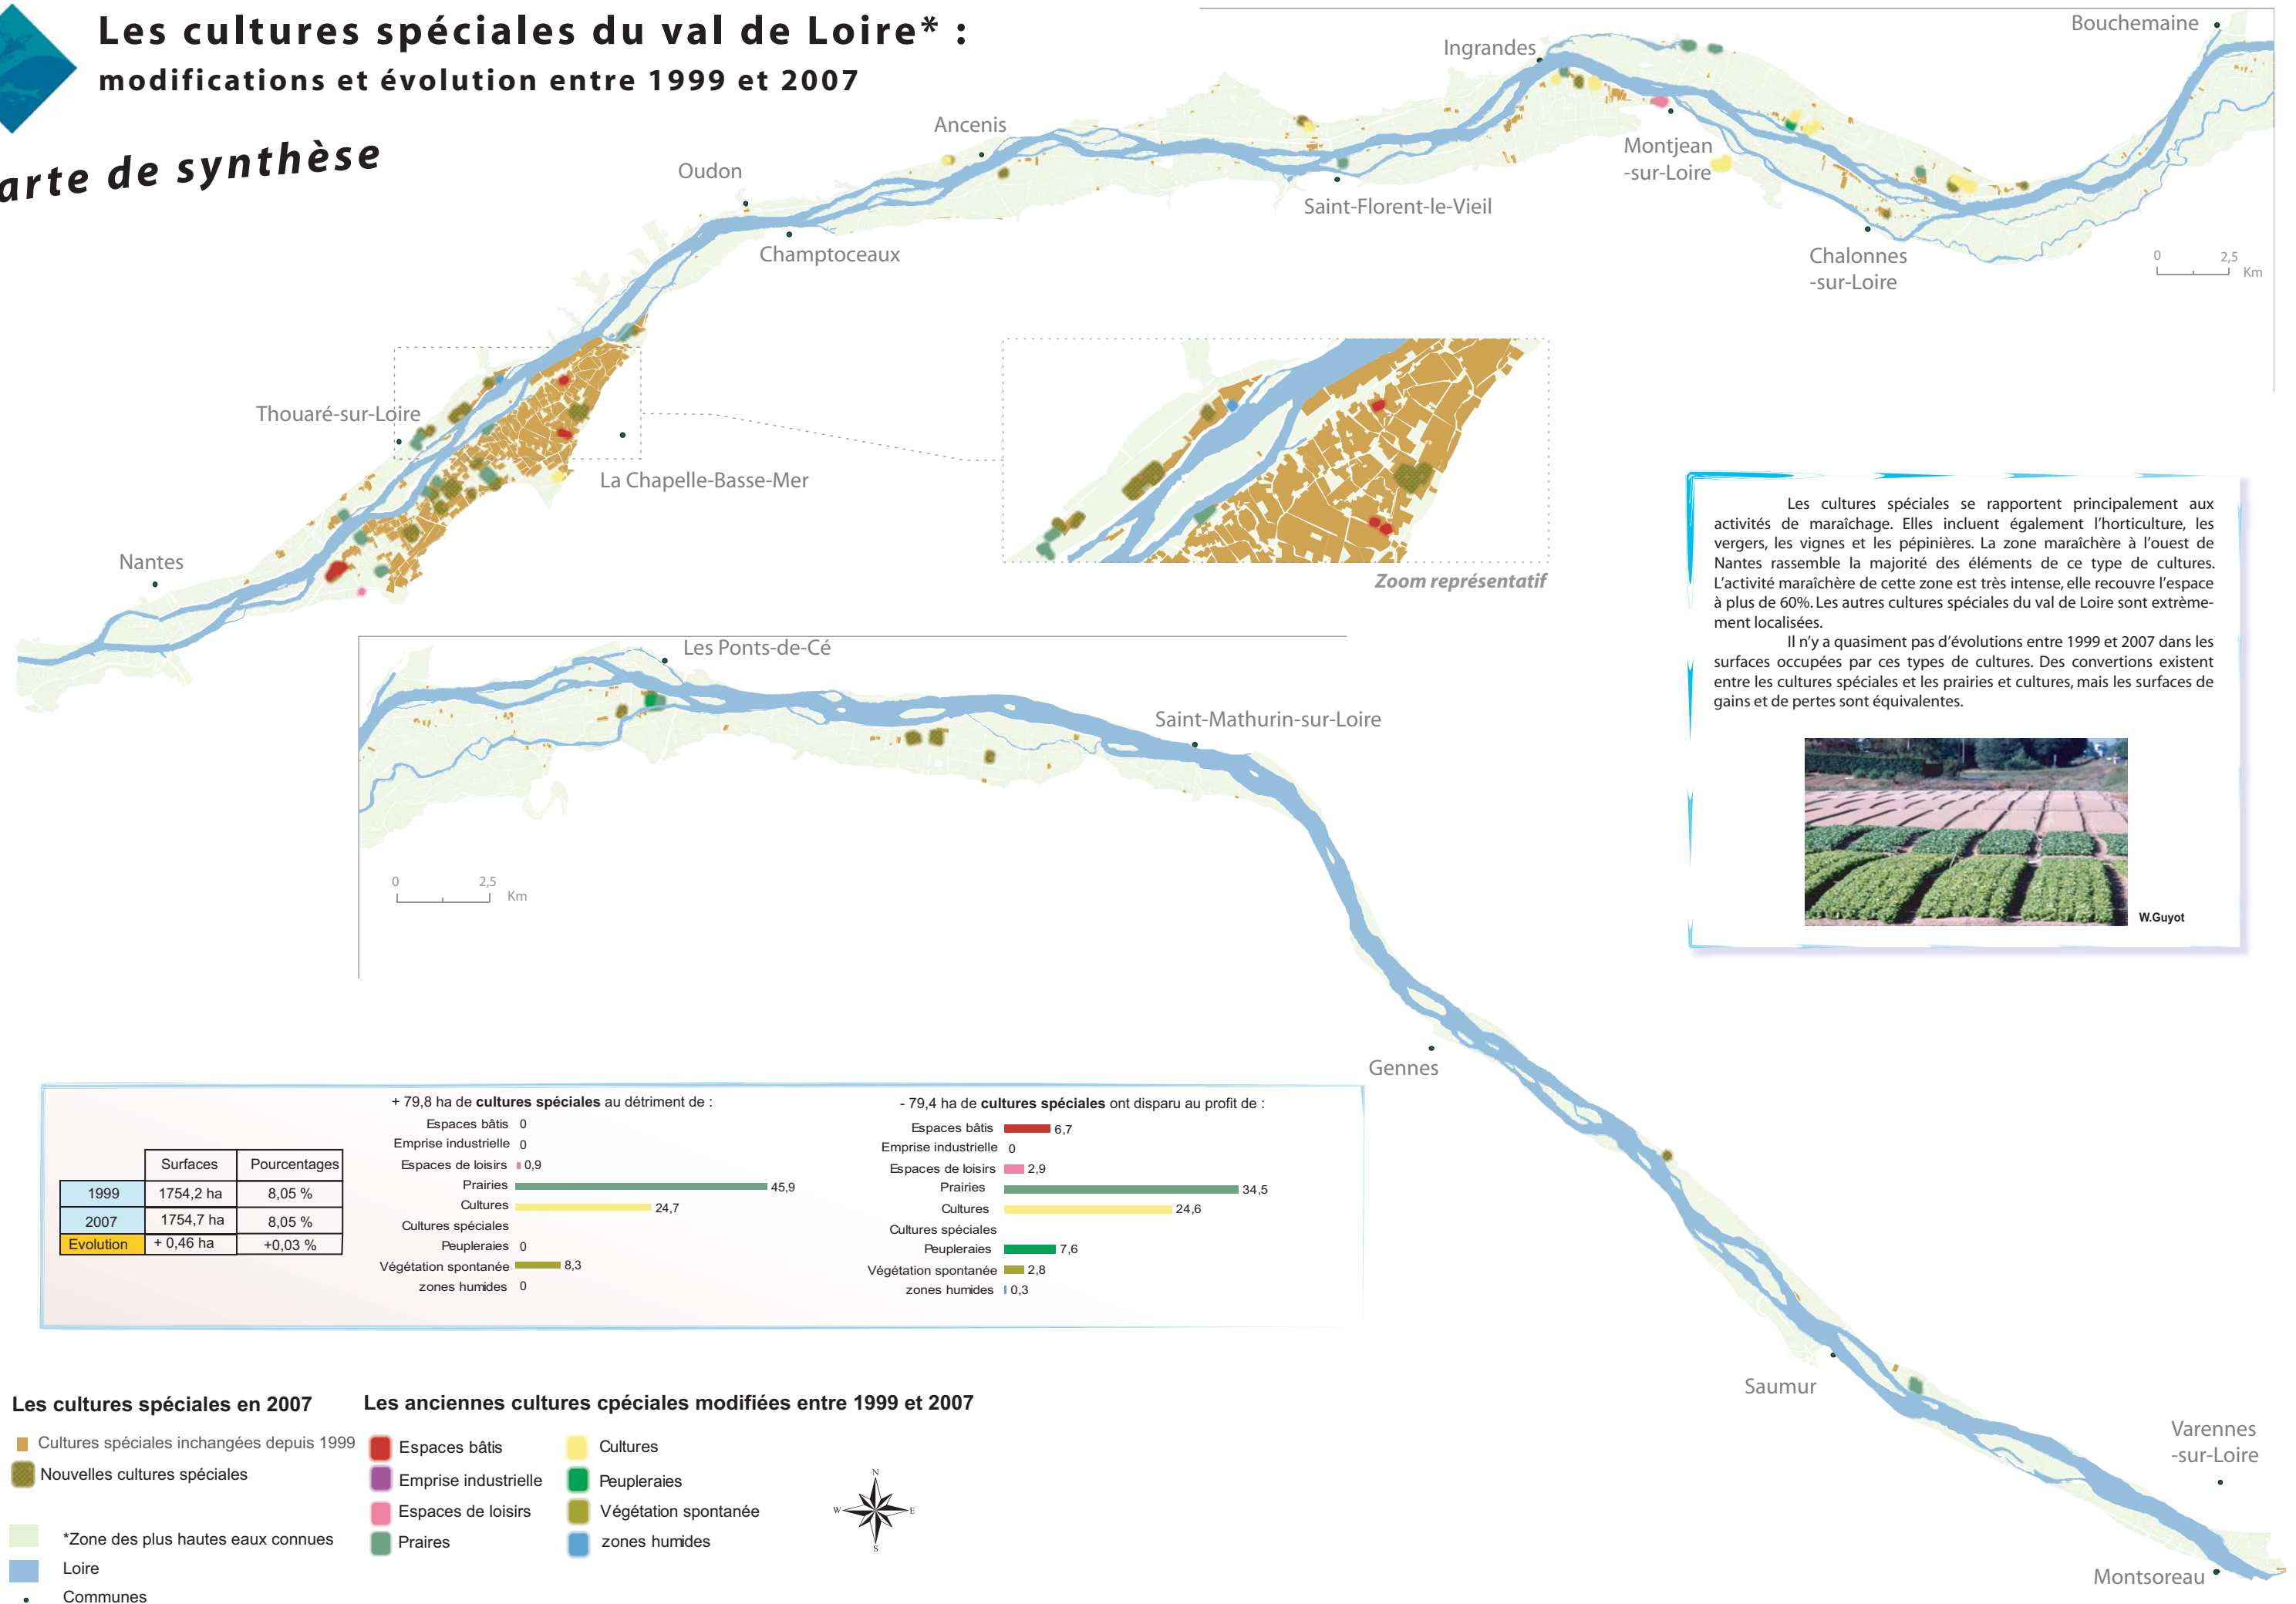 Les cultures spéciales du val de Loire* :
modifications et évolution entre 1999 et 2007
arte de synthèse
Bouchemaine
Ingrandes
Ancenis
Oudon
Montjean
-sur-Loire
Saint-Florent-le-Vieil
Champtoceaux
Chalonnes
-sur-Loire
0 2,5
Km
Thouaré-sur-Loire
La Chapelle-Basse-Mer
Nantes
Zoom représentatif
Les cultures spéciales se rapportent principalement aux
activités de maraîchage. Elles incluent également l'horticulture, les
vergers, les vignes et les pépinières. La zone maraîchère à l'ouest de
Nantes rassemble la majorité des éléments de ce type de cultures.
L'activité maraîchère de cette zone est très intense, elle recouvre l'espace
à plus de 60%. Les autres cultures spéciales du val de Loire sont extrème-
ment localisées.
Il n'y a quasiment pas d'évolutions entre 1999 et 2007 dans les
surfaces occupées par ces types de cultures. Des convertions existent
entre les cultures spéciales et les prairies et cultures, mais les surfaces de
gains et de pertes sont équivalentes.
W.Guyot
Les Ponts-de-Cé
Saint-Mathurin-sur-Loire
0 2,5
Km
Gennes
Saumur
Varennes
-sur-Loire
Montsoreau
Surfaces Pourcentages
1999 1754,2 ha 8,05 %
2007 1754,7 ha 8,05 %
Evolution + 0,46 ha +0,03 %
+ 79,8 ha de cultures spéciales au détriment de :
Espaces bâtis 0
Emprise industrielle 0
Espaces de loisirs 0,9
Prairies 45,9
Cultures 24,7
Cultures spéciales
Peupleraies 0
Végétation spontanée 8,3
zones humides 0
- 79,4 ha de cultures spéciales ont disparu au profit de :
Espaces bâtis 6,7
Emprise industrielle 0
Espaces de loisirs 2,9
Prairies 34,5
Cultures 24,6
Cultures spéciales
Peupleraies 7,6
Végétation spontanée 2,8
zones humides 0,3
Les cultures spéciales en 2007
Cultures spéciales inchangées depuis 1999
Nouvelles cultures spéciales
*Zone des plus hautes eaux connues
Loire
Communes
Les anciennes cultures cpéciales modifiées entre 1999 et 2007
Espaces bâtis
Emprise industrielle
Espaces de loisirs
Praires
Cultures
Peupleraies
Végétation spontanée
zones humides
N
W E
S